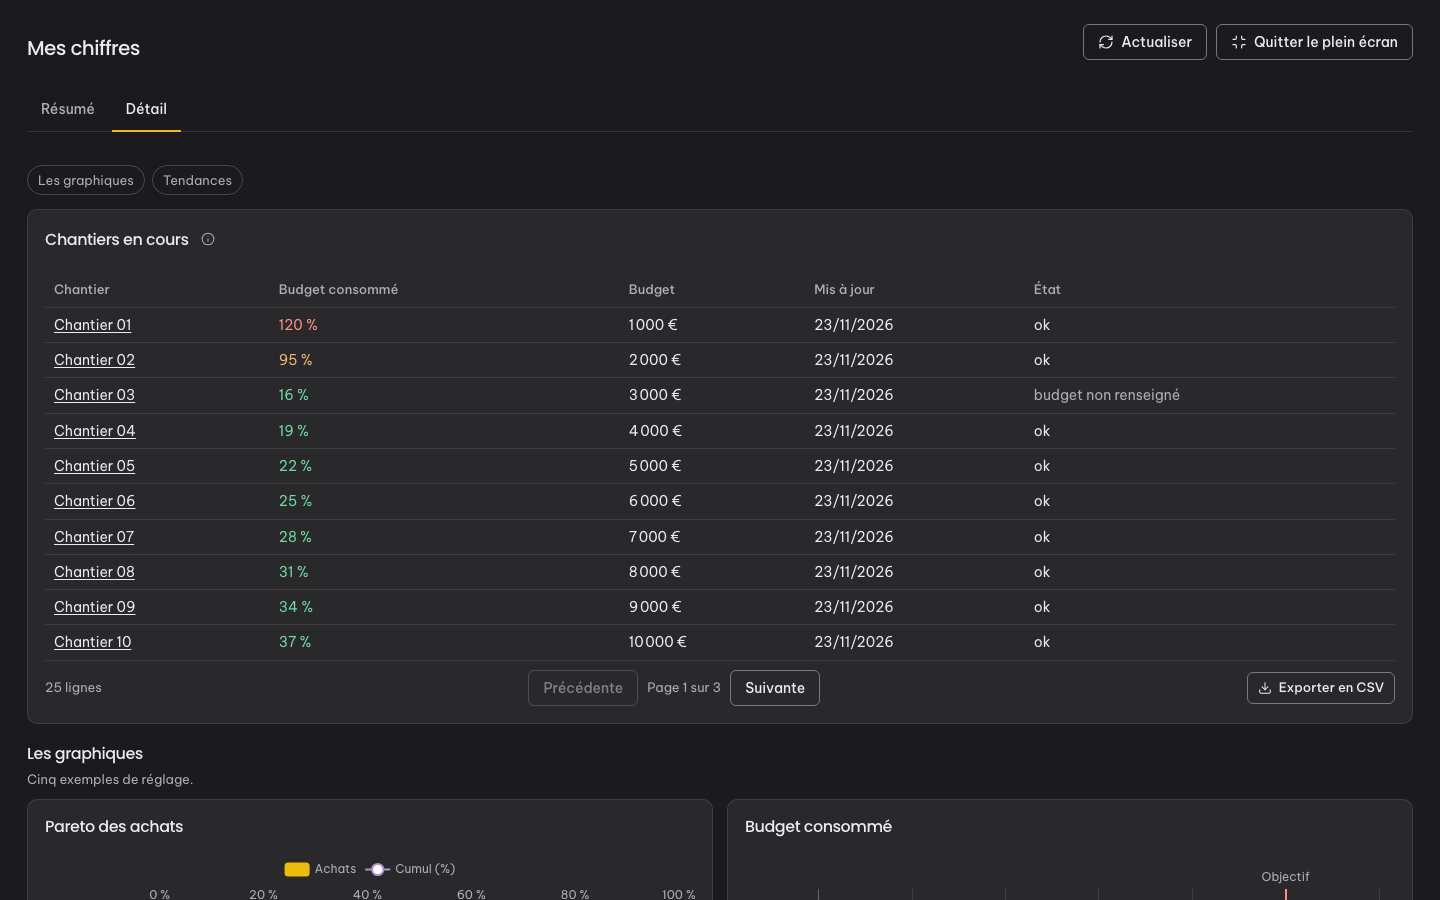 Mes chiffres
Actualiser
Quitter le plein écran
Résumé
Détail
Les graphiques
Tendances
Chantiers en cours
Chantier Budget consommé Budget Mis à jour État
Chantier 01 120 % 1 000 € 23/11/2026 ok
Chantier 02 95 % 2 000 € 23/11/2026 ok
Chantier 03 16 % 3 000 € 23/11/2026 budget non renseigné
Chantier 04 19 % 4 000 € 23/11/2026 ok
Chantier 05 22 % 5 000 € 23/11/2026 ok
Chantier 06 25 % 6 000 € 23/11/2026 ok
Chantier 07 28 % 7 000 € 23/11/2026 ok
Chantier 08 31 % 8 000 € 23/11/2026 ok
Chantier 09 34 % 9 000 € 23/11/2026 ok
Chantier 10 37 % 10 000 € 23/11/2026 ok
25 lignes
Précédente
Page 1 sur 3
Suivante
Exporter en CSV
Les graphiques
Cinq exemples de réglage.
Pareto des achats
Achats
Cumul (%)
0 % 20 % 40 % 60 % 80 % 100 %
Budget consommé
Objectif